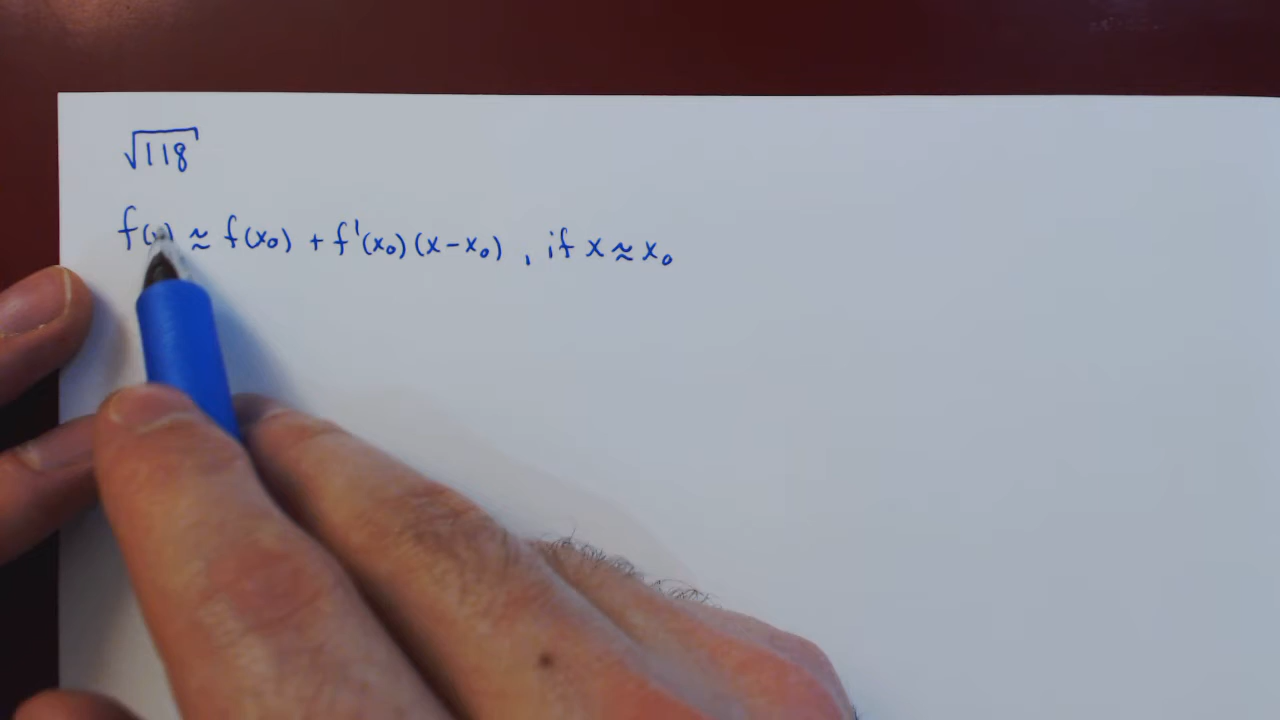 √118
f(x) ≈ f(x₀) + f'(x₀)(x-x₀) , if x ≈ x₀